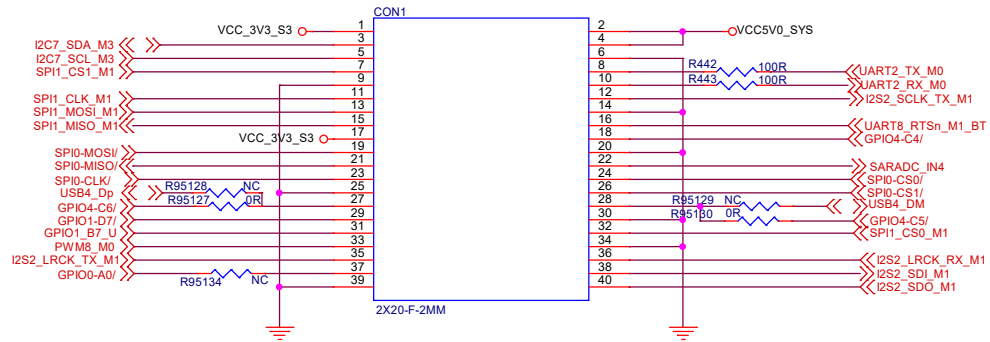 CON1
VCC_3V3_S3 1 2 VCC5V0_SYS
I2C7_SDA_M3 3 4
I2C7_SCL_M3 5 6
SPI1_CS1_M1 7 8 R442 100R UART2_TX_M0
9 10 R443 100R UART2_RX_M0
SPI1_CLK_M1 11 12 I2S2_SCLK_TX_M1
SPI1_MOSI_M1 13 14
SPI1_MISO_M1 15 16 UART8_RTSn_M1_BT
VCC_3V3_S3 17 18 GPIO4-C4/
SPI0-MOSI/ 19 20
SPI0-MISO/ 21 22 SARADC_IN4
SPI0-CLK/ 23 24 SPI0-CS0/
USB4_Dp R95128 NC 25 26 SPI0-CS1/
GPIO4-C6/ R95127 0R 27 28 R95129 NC USB4_DM
GPIO1-D7/ 29 30 R95130 0R GPIO4-C5/
GPIO1_B7_U 31 32 SPI1_CS0_M1
PWM8_M0 33 34
I2S2_LRCK_TX_M1 35 36 I2S2_LRCK_RX_M1
GPIO0-A0/ R95134 NC 37 38 I2S2_SDI_M1
39 40 I2S2_SDO_M1
2X20-F-2MM